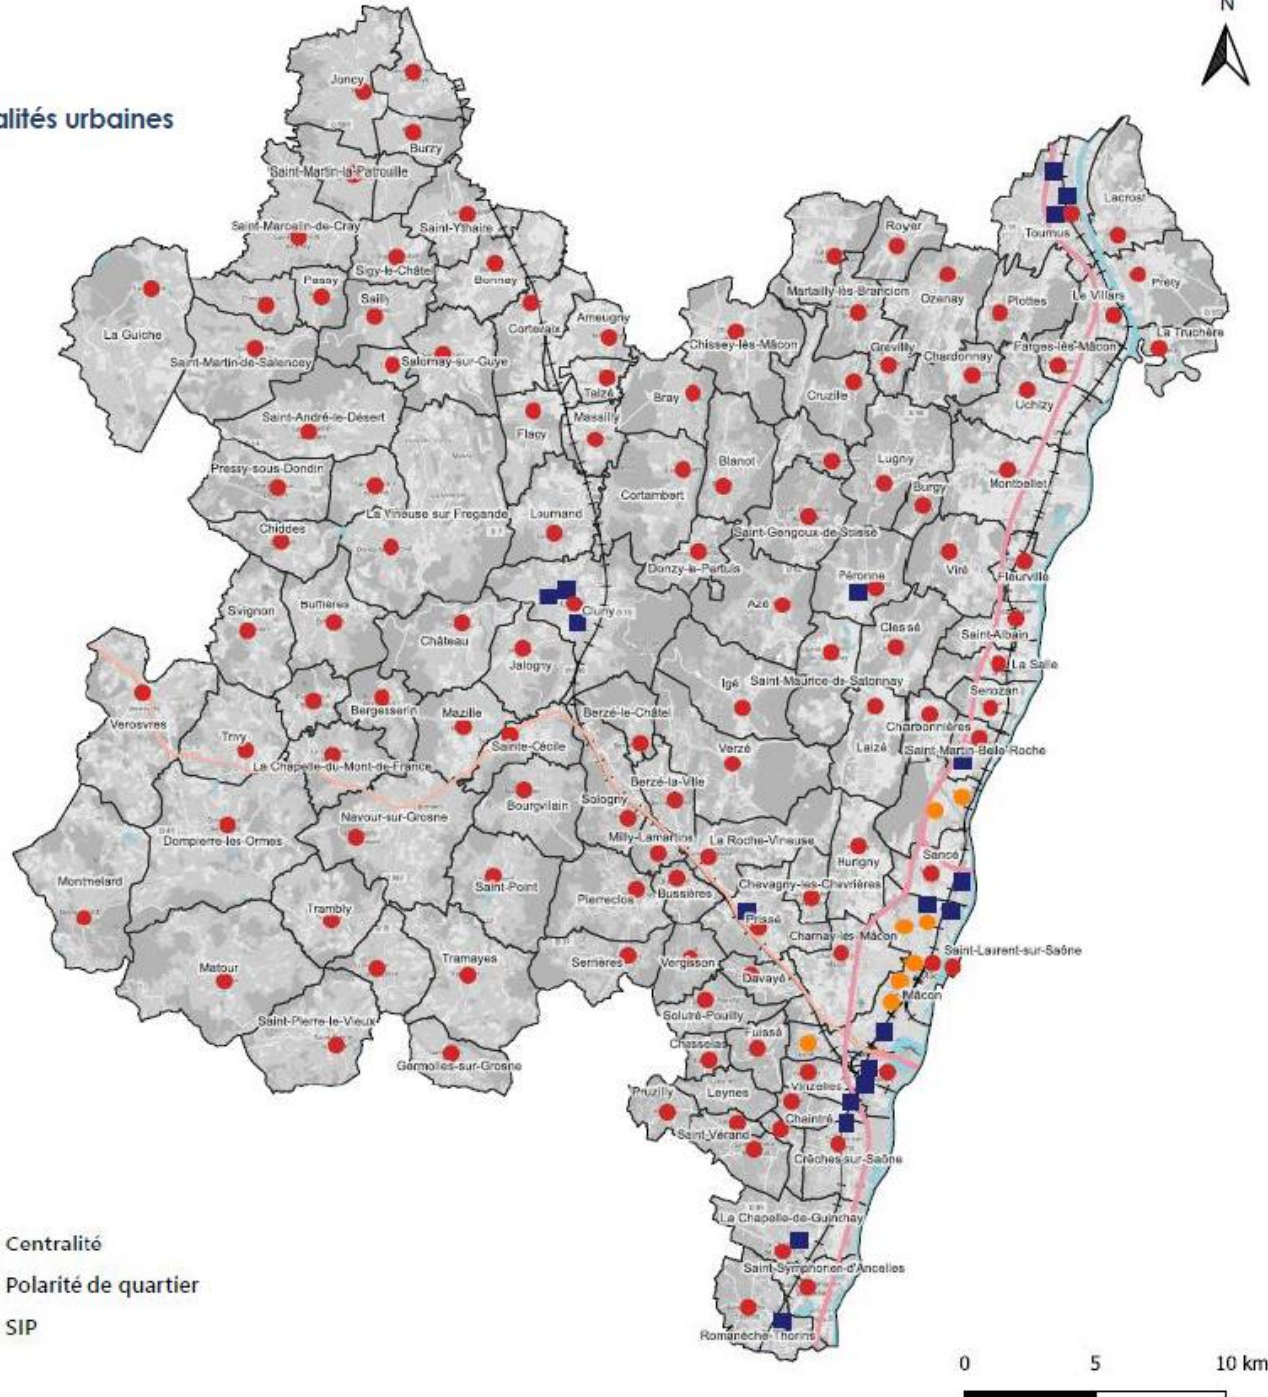 N
alités urbaines
Joncy
Burzy
Saint-Martin-la-Patrouille
Saint-Marcelin-de-Cray
Saint-Ythaire
Lacrost
Royer
Tournus
Sigy-le-Châtel
Bonnay
Passy
Sailly
Martailly-lès-Brancion
Ozenay
Plottes
Le Villars
Préty
La Guiche
Cortevaix
Ameugny
Chissey-lès-Mâcon
La Truchère
Saint-Martin-de-Salencey
Salornay-sur-Guye
Grevilly
Chardonnay
Farges-lès-Mâcon
Taizé
Bray
Cruzille
Uchizy
Saint-André-le-Désert
Flagy
Massilly
Pressy-sous-Dondin
Blanot
Lugny
Montbellet
Cortambert
Burgy
La Vineuse sur Fregande
Lournand
Chiddes
Saint-Gengoux-de-Scissé
Donzy-le-Pertuis
Viré
Fleurville
Péronne
Sivignon
Buffières
Cluny
Azé
Château
Clessé
Saint-Albain
Jalogny
La Salle
Igé
Saint-Maurice-de-Satonnay
Senozan
Verosvres
Bergesserin
Mazille
Berzé-le-Châtel
Charbonnières
Trivy
Sainte-Cécile
Verzé
Laizé
Saint-Martin-Belle-Roche
La Chapelle-du-Mont-de-France
Berzé-la-Ville
Bourgvilain
Sologny
Navour-sur-Grosne
Dompierre-les-Ormes
Milly-Lamartine
La Roche-Vineuse
Hurigny
Sancé
Montmelard
Saint-Point
Chevagny-les-Chevrières
Pierreclos
Bussières
Trambly
Prissé
Charnay-lès-Mâcon
Saint-Laurent-sur-Saône
Matour
Tramayes
Serrières
Vergisson
Davayé
Mâcon
Solutré-Pouilly
Saint-Pierre-le-Vieux
Fuissé
Chasselas
Germolles-sur-Grosne
Vinzelles
Leynes
Pruzilly
Chaintré
Saint-Vérand
Crêches-sur-Saône
La Chapelle-de-Guinchay
Centralité
Saint-Symphorien-d'Ancelles
Polarité de quartier
SIP
Romanèche-Thorins
0 5 10 km